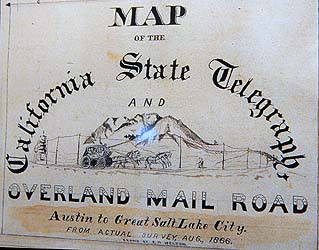 MAP
OF THE
California State Telegraph,
AND
OVERLAND MAIL ROAD
Austin to Great Salt Lake City.
FROM ACTUAL SURVEY, AUG, 1866.